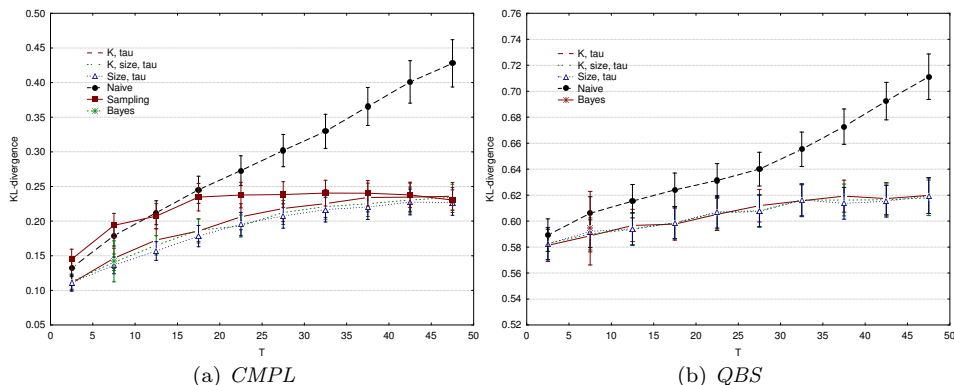 0.50
0.45
0.40
0.35
0.30
0.25
0.20
0.15
0.10
0.05
KL-divergence
K, tau
K, size, tau
Size, tau
Naive
Sampling
Bayes
0 5 10 15 20 25 30 35 40 45 50
T
(a) CMPL
0.76
0.74
0.72
0.70
0.68
0.66
0.64
0.62
0.60
0.58
0.56
0.54
0.52
KL-divergence
K, tau
K, size, tau
Size, tau
Naive
Bayes
0 5 10 15 20 25 30 35 40 45 50
T
(b) QBS